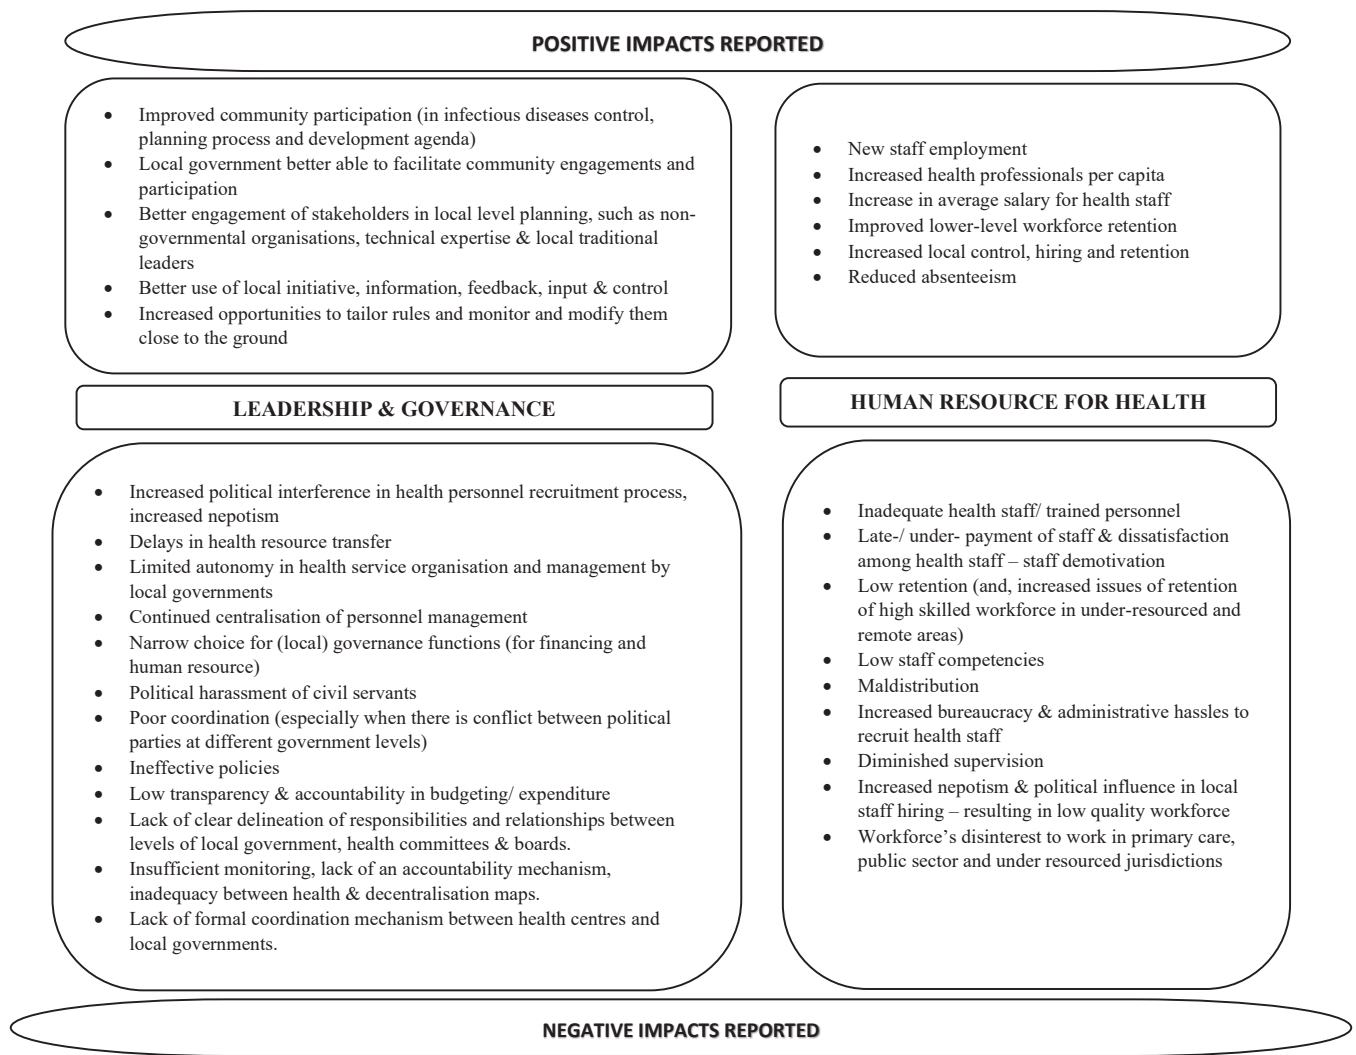 POSITIVE IMPACTS REPORTED
• Improved community participation (in infectious diseases control,
planning process and development agenda)
• Local government better able to facilitate community engagements and
participation
• Better engagement of stakeholders in local level planning, such as non-
governmental organisations, technical expertise & local traditional
leaders
• Better use of local initiative, information, feedback, input & control
• Increased opportunities to tailor rules and monitor and modify them
close to the ground
• New staff employment
• Increased health professionals per capita
• Increase in average salary for health staff
• Improved lower-level workforce retention
• Increased local control, hiring and retention
• Reduced absenteeism
LEADERSHIP & GOVERNANCE
HUMAN RESOURCE FOR HEALTH
• Increased political interference in health personnel recruitment process,
increased nepotism
• Delays in health resource transfer
• Limited autonomy in health service organisation and management by
local governments
• Continued centralisation of personnel management
• Narrow choice for (local) governance functions (for financing and
human resource)
• Political harassment of civil servants
• Poor coordination (especially when there is conflict between political
parties at different government levels)
• Ineffective policies
• Low transparency & accountability in budgeting/ expenditure
• Lack of clear delineation of responsibilities and relationships between
levels of local government, health committees & boards.
• Insufficient monitoring, lack of an accountability mechanism,
inadequacy between health & decentralisation maps.
• Lack of formal coordination mechanism between health centres and
local governments.
• Inadequate health staff/ trained personnel
• Late-/ under- payment of staff & dissatisfaction
among health staff – staff demotivation
• Low retention (and, increased issues of retention
of high skilled workforce in under-resourced and
remote areas)
• Low staff competencies
• Maldistribution
• Increased bureaucracy & administrative hassles to
recruit health staff
• Diminished supervision
• Increased nepotism & political influence in local
staff hiring – resulting in low quality workforce
• Workforce’s disinterest to work in primary care,
public sector and under resourced jurisdictions
NEGATIVE IMPACTS REPORTED